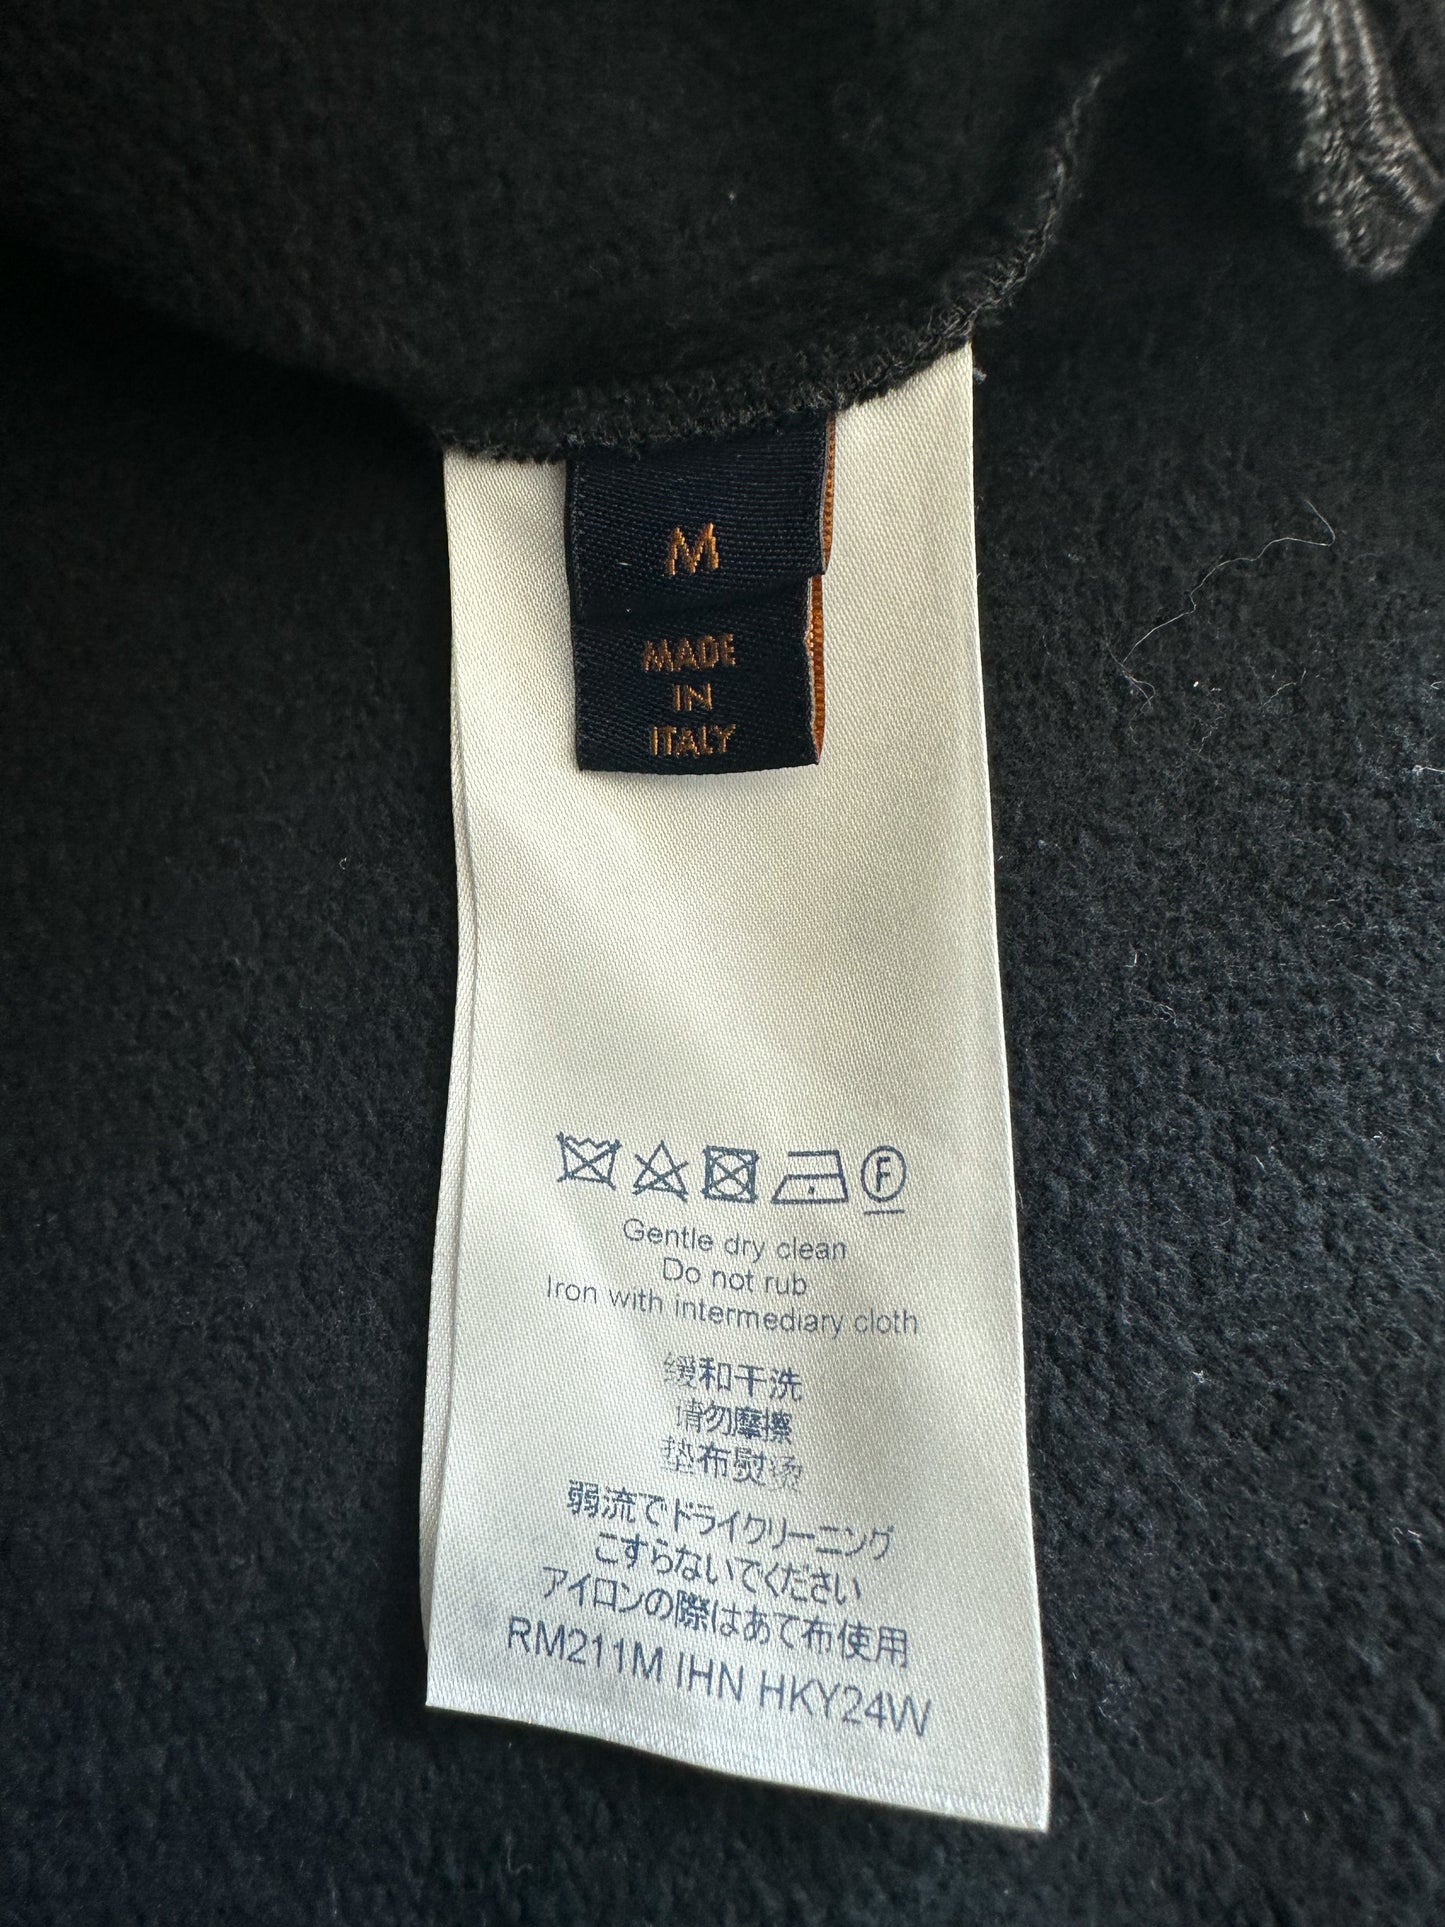 M
MADE
IN
ITALY
F
Gentle dry clean
Do not rub
Iron with intermediary cloth
缓和干洗
请勿摩擦
垫布熨烫
弱流でドライクリーニング
こすらないでください
アイロンの際はあて布使用
RM211M IHN HKY24W